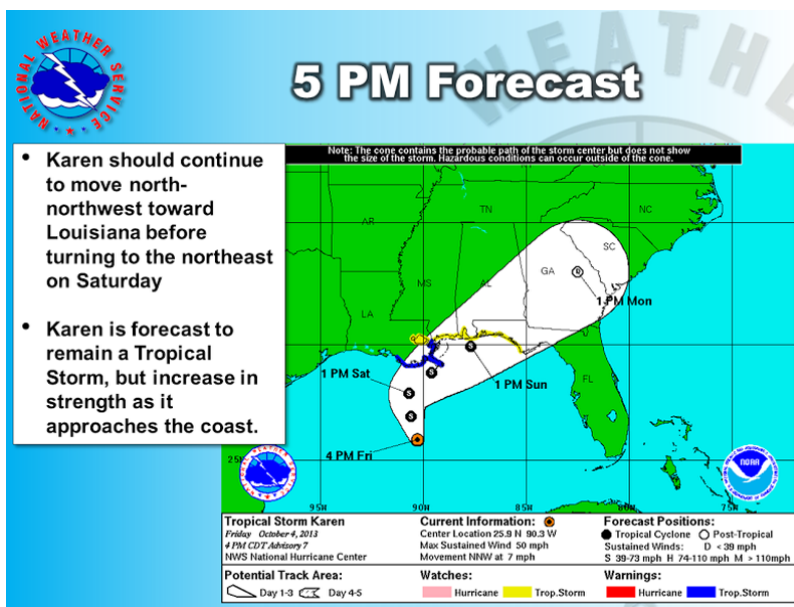 NATIONAL WEATHER SERVICE
WEATHE
5 PM Forecast
• Karen should continue
to move north-
northwest toward
Louisiana before
turning to the northeast
on Saturday
• Karen is forecast to
remain a Tropical
Storm, but increase in
strength as it
approaches the coast.
Note: The cone contains the probable path of the storm center but does not show
the size of the storm. Hazardous conditions can occur outside of the cone.
TN
NC
AR
SC
MS
AL
GA
D
1 PM Mon
LA
S
1 PM Sat
S
1 PM Sun
FL
S
S
4 PM Fri
25N
NOAA
95W
90W
85W
80W
75W
Tropical Storm Karen
Friday October 4, 2013
4 PM CDT Advisory 7
NWS National Hurricane Center
Current Information:
Center Location 25.9 N 90.3 W
Max Sustained Wind 50 mph
Movement NNW at 7 mph
Forecast Positions:
Tropical Cyclone Post-Tropical
Sustained Winds: D < 39 mph
S 39-73 mph H 74-110 mph M > 110mph
Potential Track Area:
Day 1-3 Day 4-5
Watches:
Hurricane Trop.Storm
Warnings:
Hurricane Trop.Storm